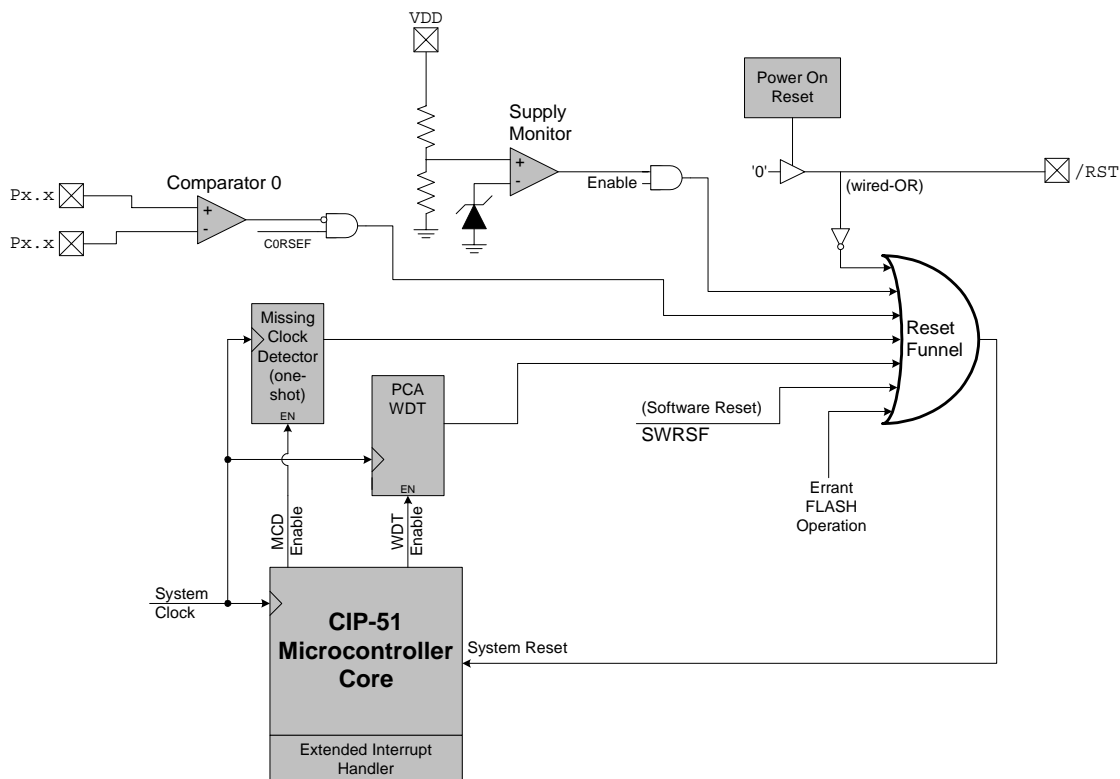 VDD
Power On
Reset
Supply
Monitor
+
-
Enable
'0'
(wired-OR)
/RST
Comparator 0
Px.x
Px.x
+
-
C0RSEF
Missing
Clock
Detector
(one-
shot)
EN
PCA
WDT
EN
Reset
Funnel
(Software Reset)
SWRSF
Errant
FLASH
Operation
MCD
Enable
WDT
Enable
System
Clock
CIP-51
Microcontroller
Core
System Reset
Extended Interrupt
Handler